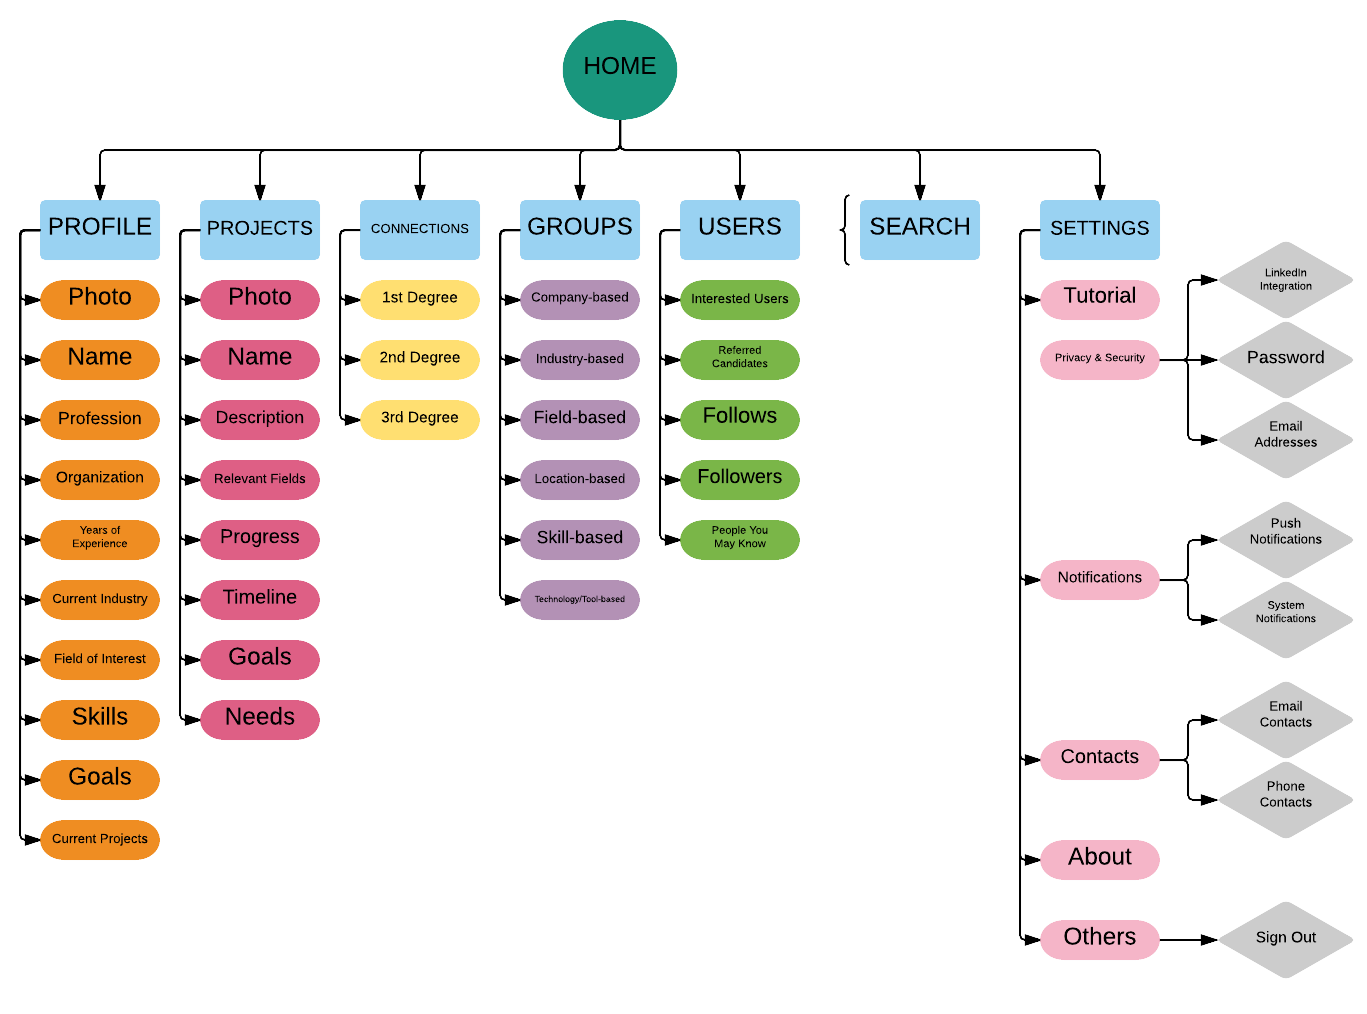 HOME
PROFILE
PROJECTS
CONNECTIONS
GROUPS
USERS
SEARCH
SETTINGS
Photo
Name
Profession
Organization
Years of
Experience
Current Industry
Field of Interest
Skills
Goals
Current Projects
Photo
Name
Description
Relevant Fields
Progress
Timeline
Goals
Needs
1st Degree
2nd Degree
3rd Degree
Company-based
Industry-based
Field-based
Location-based
Skill-based
Technology/Tool-based
Interested Users
Referred
Candidates
Follows
Followers
People You
May Know
Tutorial
Privacy & Security
LinkedIn
Integration
Password
Email
Addresses
Notifications
Push
Notifications
System
Notifications
Contacts
Email
Contacts
Phone
Contacts
About
Others
Sign Out